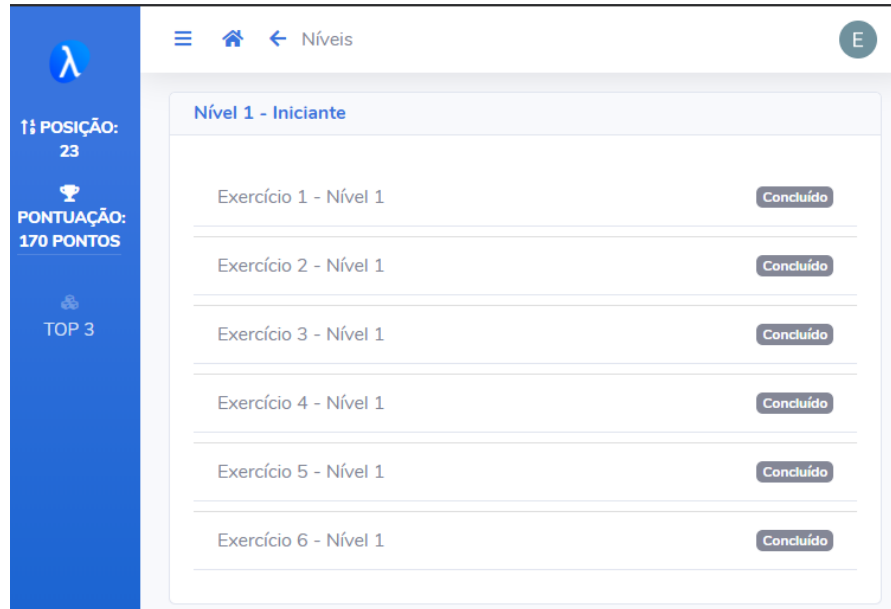 λ
POSIÇÃO:
23
PONTUAÇÃO:
170 PONTOS
TOP 3
Níveis
E
Nível 1 - Iniciante
Exercício 1 - Nível 1 Concluído
Exercício 2 - Nível 1 Concluído
Exercício 3 - Nível 1 Concluído
Exercício 4 - Nível 1 Concluído
Exercício 5 - Nível 1 Concluído
Exercício 6 - Nível 1 Concluído